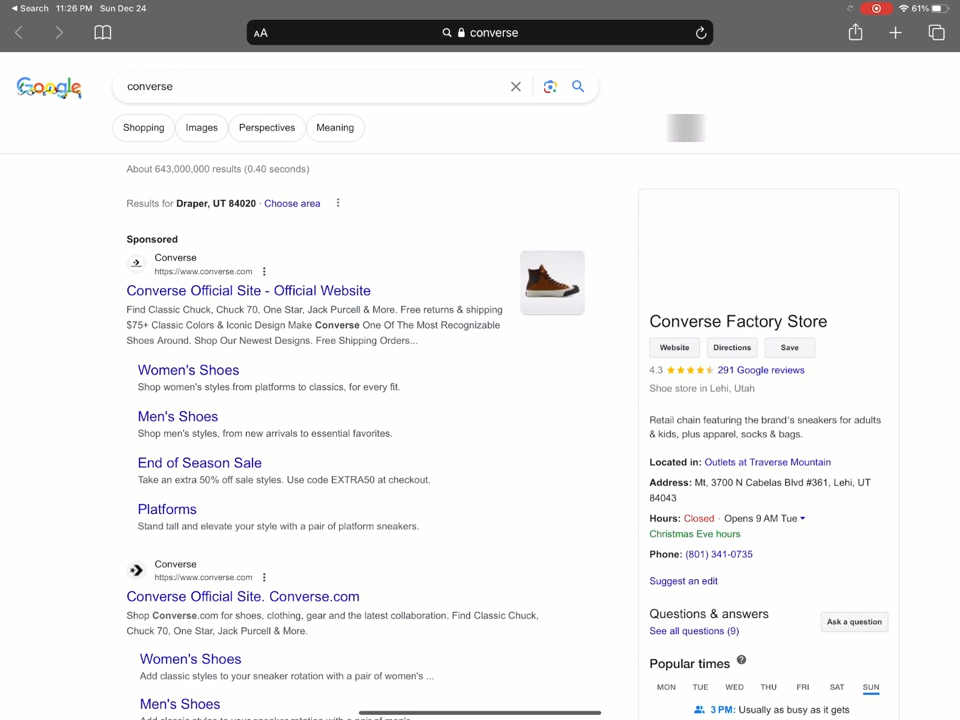 ◄ Search 11:26 PM Sun Dec 24 61%
AA converse
Google
converse
Shopping Images Perspectives Meaning
About 643,000,000 results (0,40 seconds)
Results for Draper, UT 84020 · Choose area
Sponsored
Converse
https://www.converse.com
Converse Official Site - Official Website
Find Classic Chuck, Chuck 70, One Star, Jack Purcell & More. Free returns & shipping
$75+ Classic Colors & Iconic Design Make Converse One Of The Most Recognizable
Shoes Around. Shop Our Newest Designs. Free Shipping Orders...
Women's Shoes
Shop women's styles from platforms to classics, for every fit.
Men's Shoes
Shop men's styles, from new arrivals to essential favorites.
End of Season Sale
Take an extra 50% off sale styles. Use code EXTRA50 at checkout.
Platforms
Stand tall and elevate your style with a pair of platform sneakers.
Converse
https://www.converse.com
Converse Official Site. Converse.com
Shop Converse.com for shoes, clothing, gear and the latest collaboration. Find Classic Chuck,
Chuck 70, One Star, Jack Purcell & More.
Women's Shoes
Add classic styles to your sneaker rotation with a pair of women's ...
Men's Shoes
Converse Factory Store
Website Directions Save
4.3 291 Google reviews
Shoe store in Lehi, Utah
Retail chain featuring the brand's sneakers for adults
& kids, plus apparel, socks & bags.
Located in: Outlets at Traverse Mountain
Address: Mt, 3700 N Cabelas Blvd #361, Lehi, UT
84043
Hours: Closed · Opens 9 AM Tue
Christmas Eve hours
Phone: (801) 341-0735
Suggest an edit
Questions & answers
See all questions (9)
Ask a question
Popular times
MON TUE WED THU FRI SAT SUN
3 PM: Usually as busy as it gets